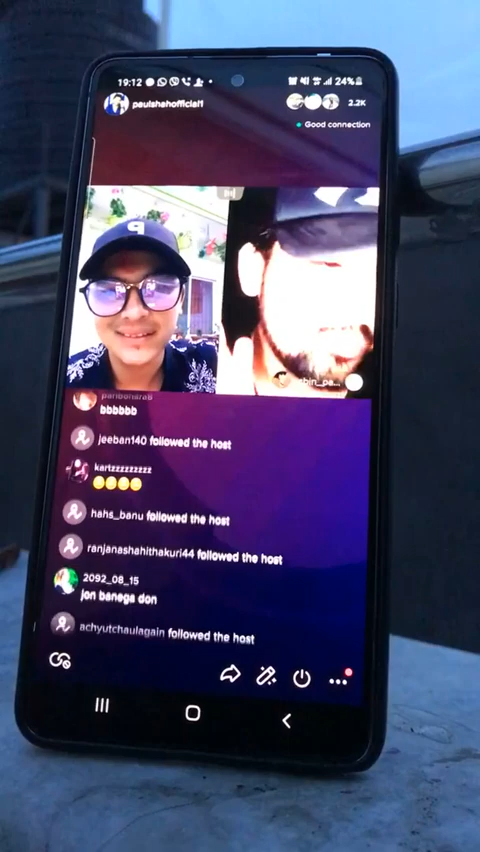 19:12
24%
paulshahofficial1
2.2K
Good connection
P
bbbbbb
jeeban140 followed the host
kartzzzzzzzzz
hahs_banu followed the host
ranjanashahithakuri44 followed the host
2092_08_15
jon banega don
achyutchaulagain followed the host